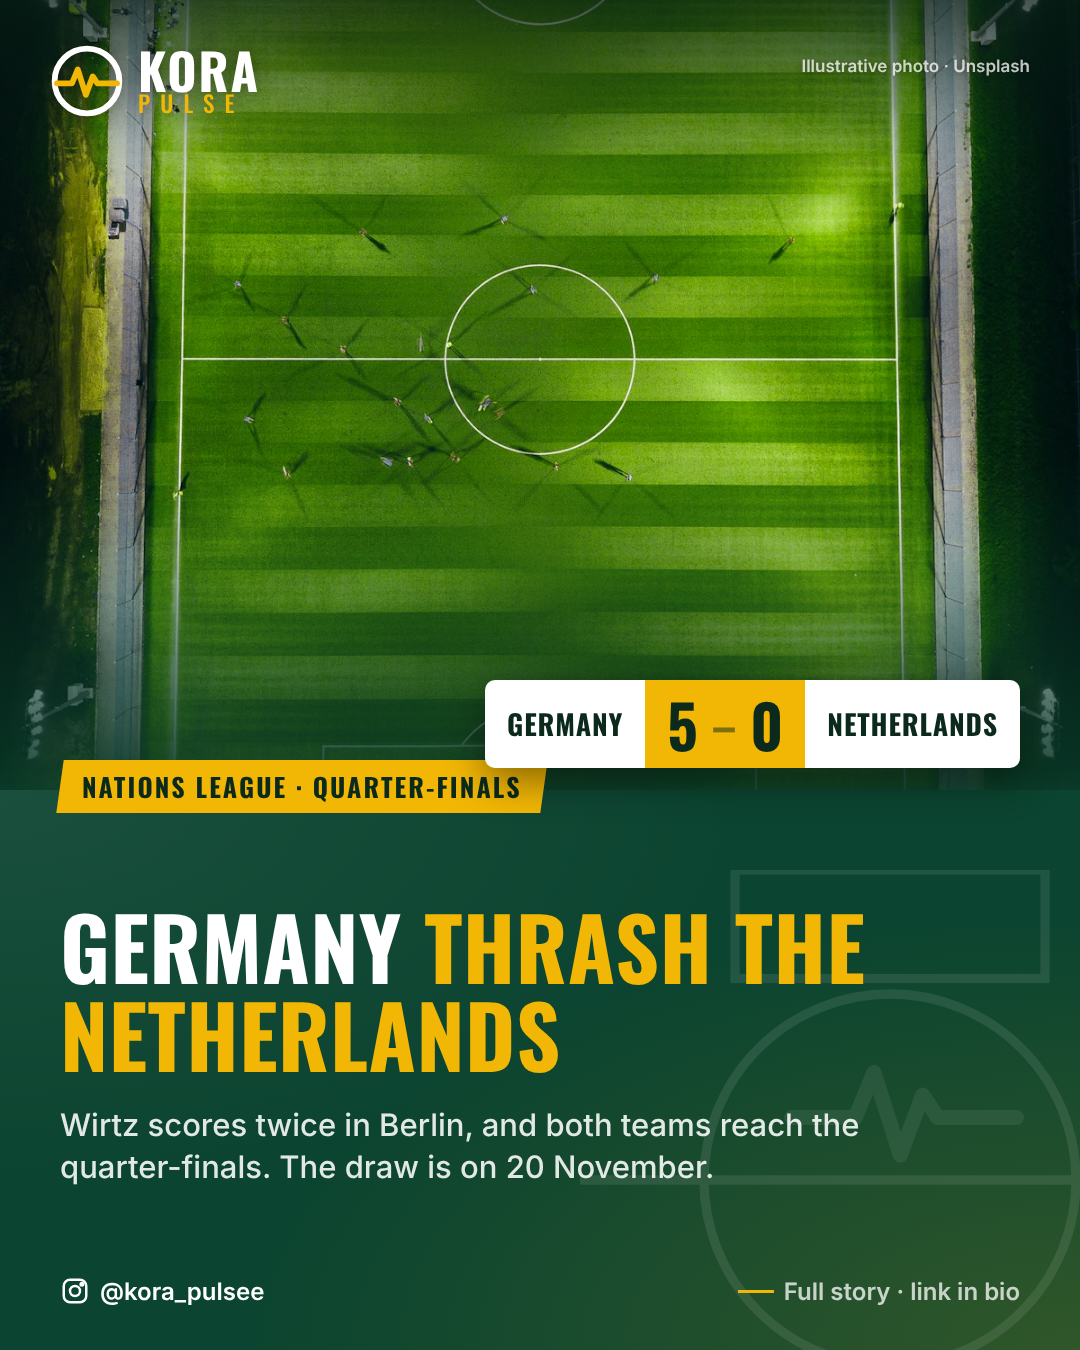 KORA
PULSE
Illustrative photo · Unsplash
GERMANY 5 – 0 NETHERLANDS
NATIONS LEAGUE · QUARTER-FINALS
GERMANY THRASH THE
NETHERLANDS
Wirtz scores twice in Berlin, and both teams reach the
quarter-finals. The draw is on 20 November.
@kora_pulsee
Full story · link in bio